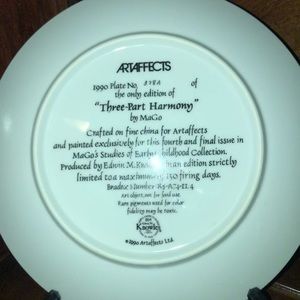 ARTAFFECTS
1990 Plate No. of
the only edition of
"Three-Part Harmony"
by MaGo
Crafted on fine china for Artaffects
and painted exclusively for this fourth and final issue in
MaGo's Studies of Early Childhood Collection.
Produced by Edwin M. Knowles in an edition strictly
limited to a maximum of 150 firing days.
Bradex Number
Art object, not for food use.
Rare pigments used for color
fidelity may be toxic.
Knowles
©1990 Artaffects Ltd.